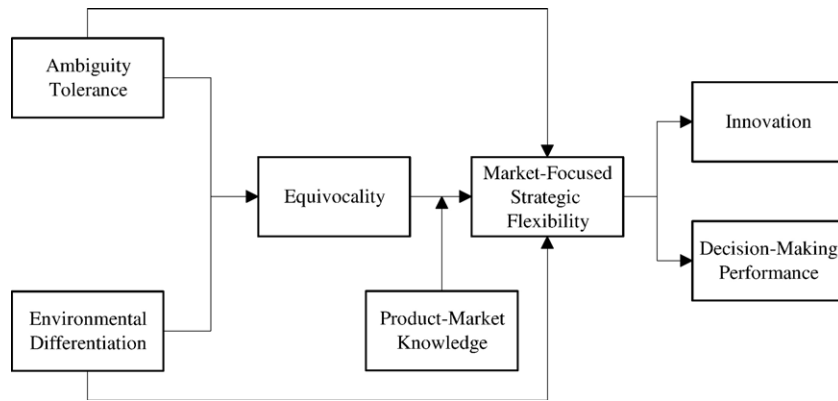 Ambiguity
Tolerance
Environmental
Differentiation
Equivocality
Product-Market
Knowledge
Market-Focused
Strategic
Flexibility
Innovation
Decision-Making
Performance